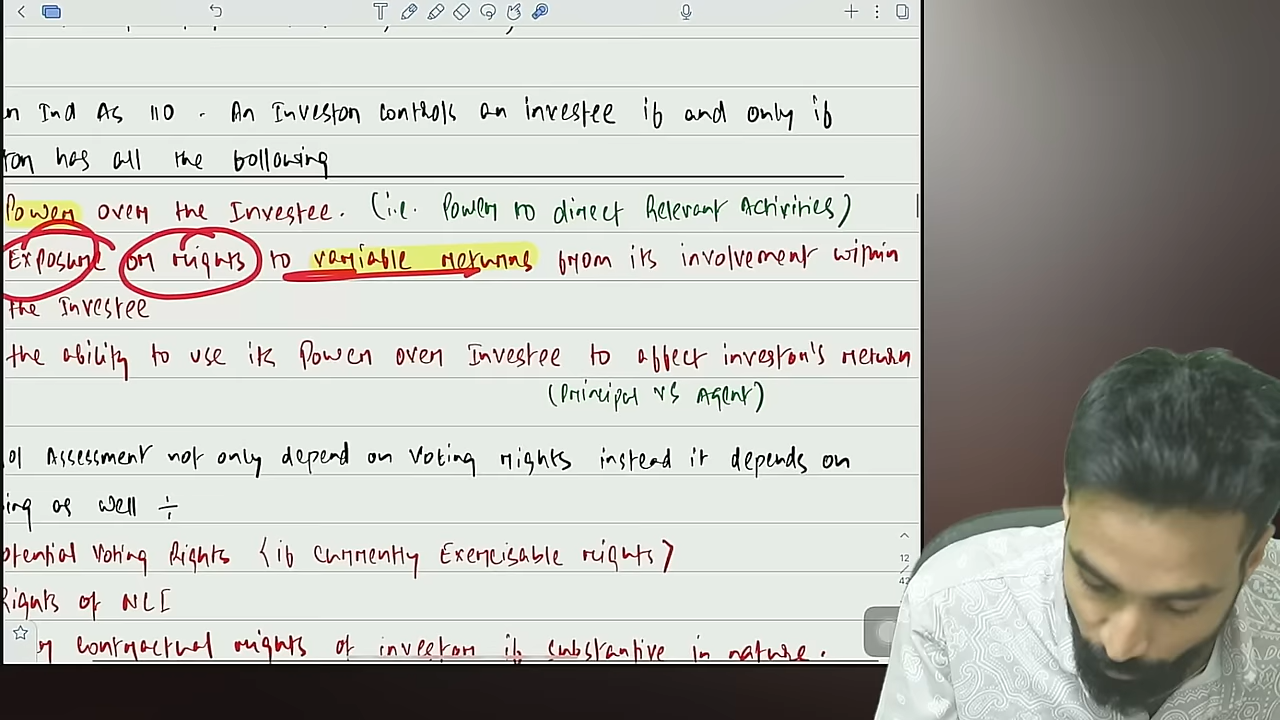 n Ind As 110 . An Investor controls an investee if and only if
tor has all the following
Power over the Investee. (i.e. Power to direct Relevant Activities)
Exposure or rights to variable returns from its involvement within
the Investee
the ability to use its Power over Investee to affect investor's return
(Principal vs Agent)
ol Assessment not only depend on Voting rights instead it depends on
ing as well ÷
otential Voting Rights {if currently Exercisable rights}
Rights of NCI
y contractual rights of investor if substantive in nature.
12
42